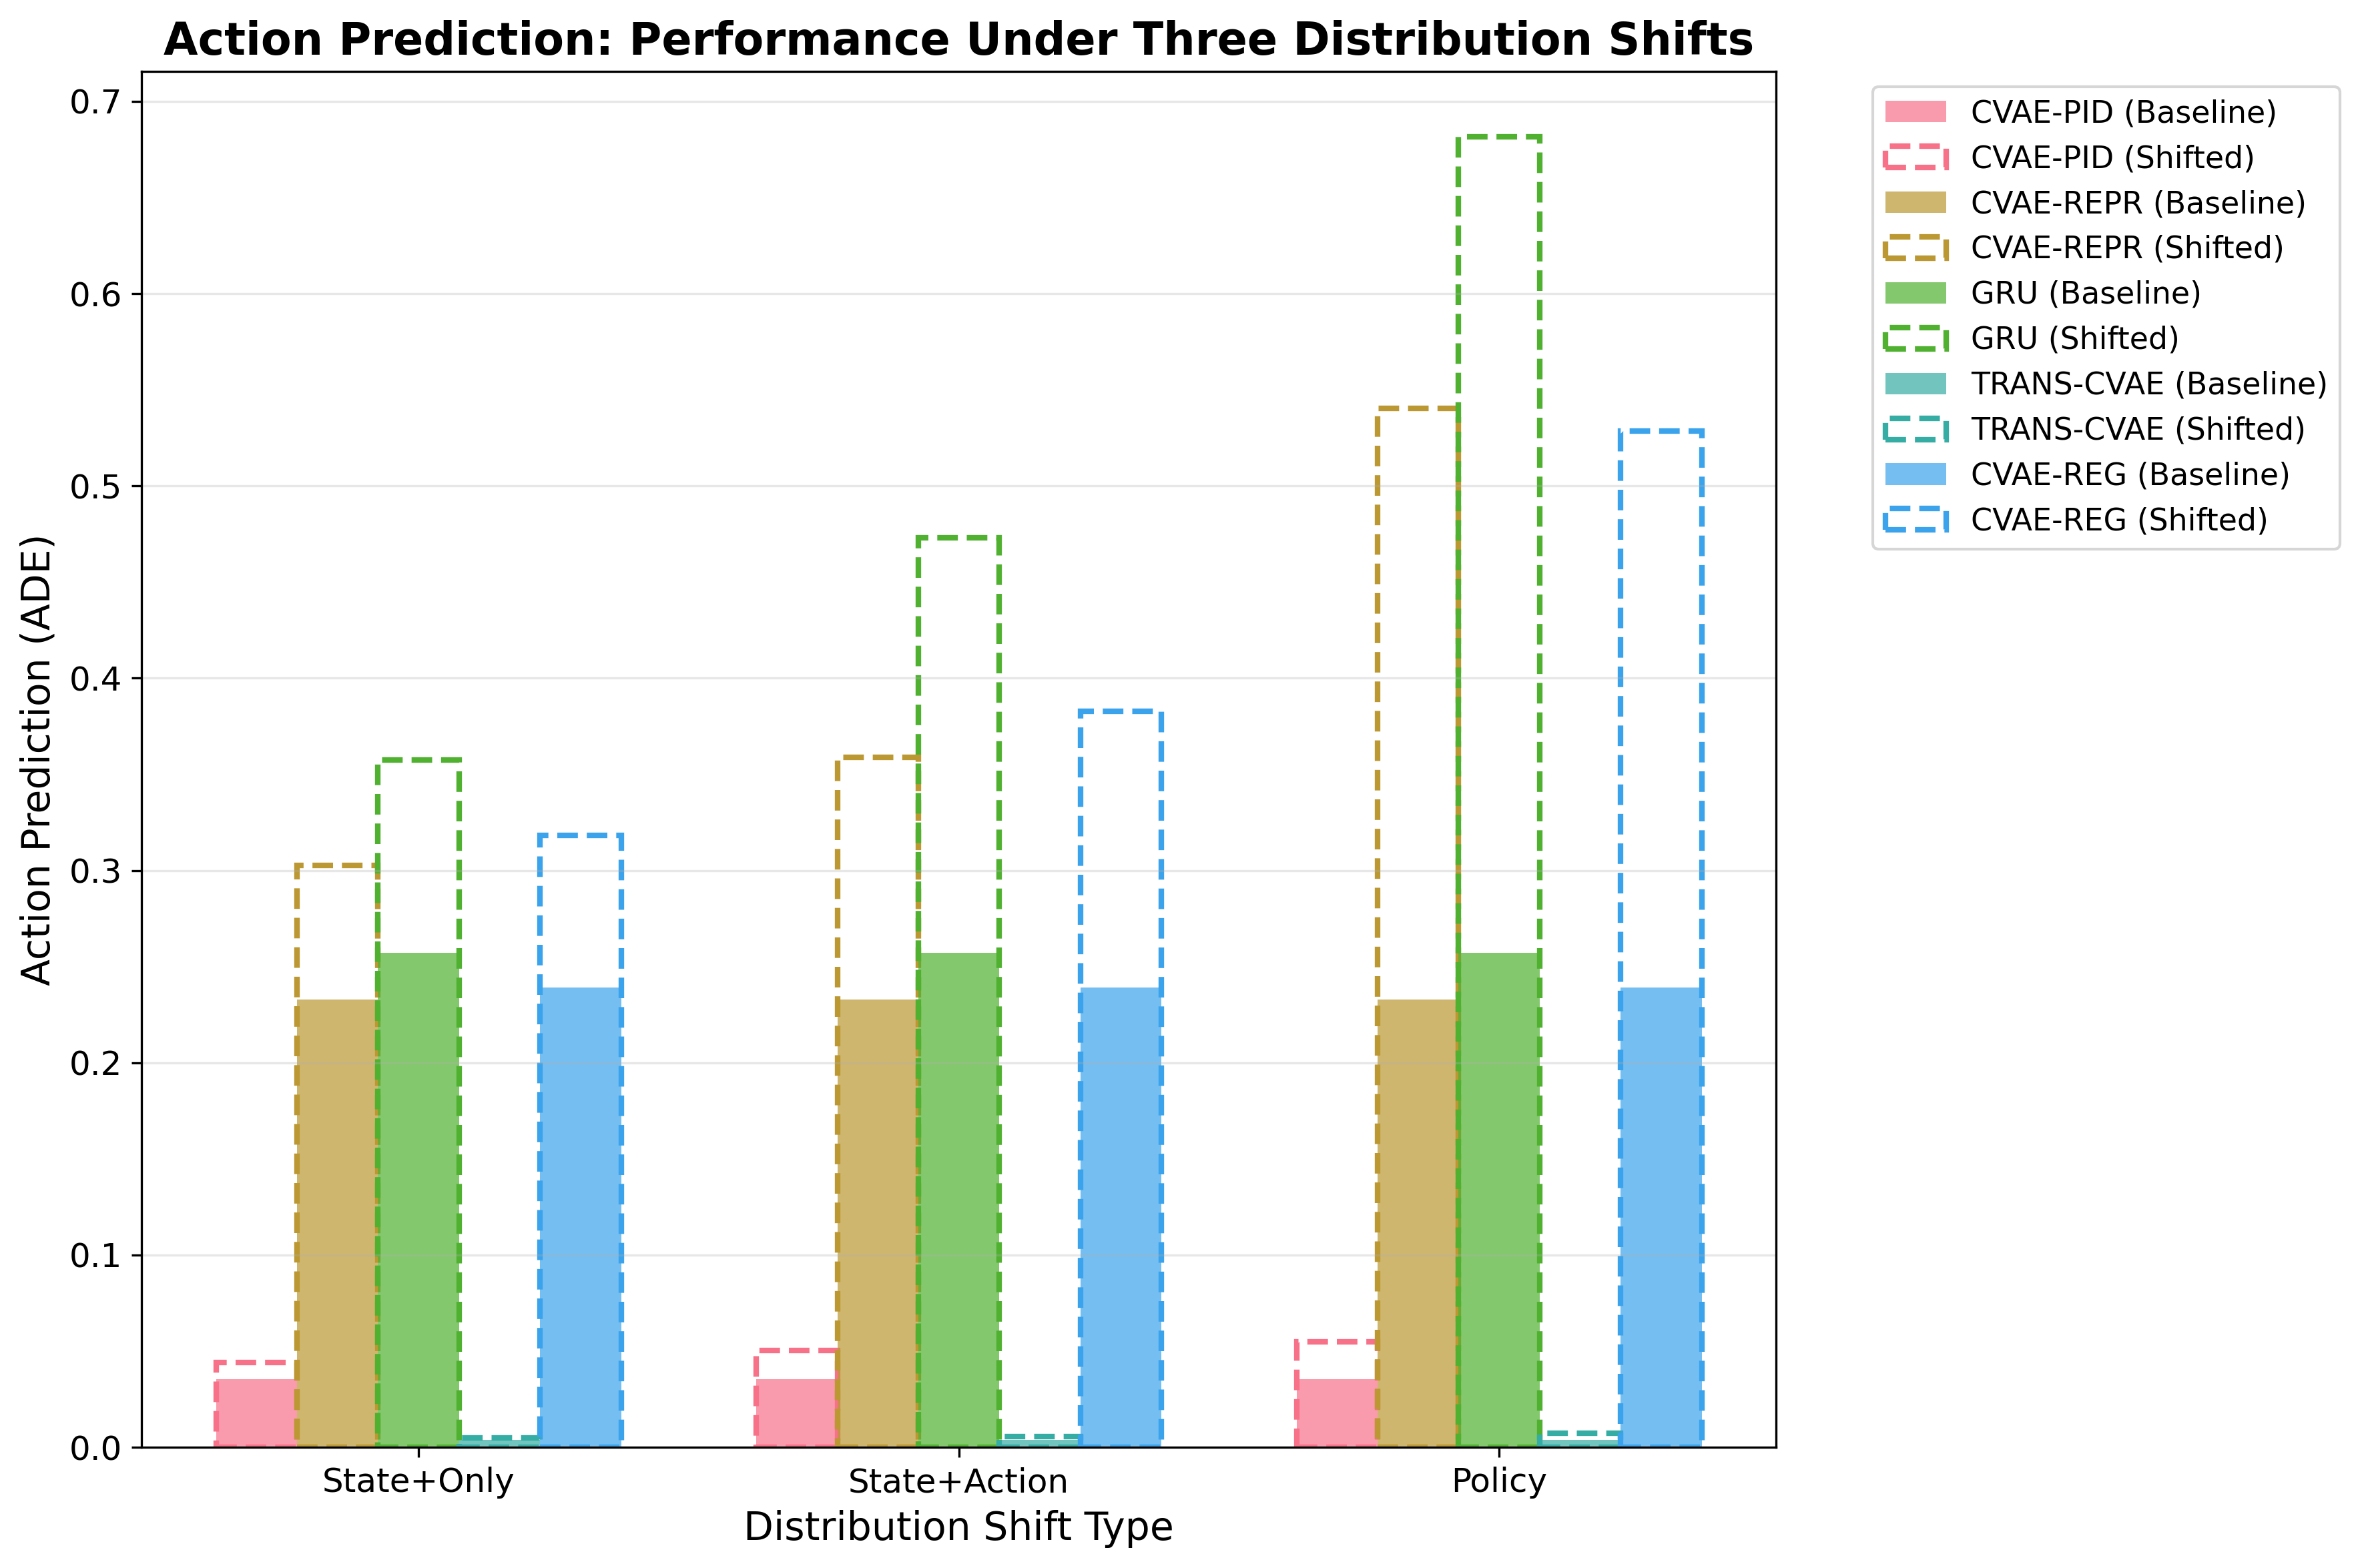 Action Prediction: Performance Under Three Distribution Shifts
Action Prediction (ADE)
0.7
0.6
0.5
0.4
0.3
0.2
0.1
0.0
State+Only
State+Action
Policy
Distribution Shift Type
CVAE-PID (Baseline)
CVAE-PID (Shifted)
CVAE-REPR (Baseline)
CVAE-REPR (Shifted)
GRU (Baseline)
GRU (Shifted)
TRANS-CVAE (Baseline)
TRANS-CVAE (Shifted)
CVAE-REG (Baseline)
CVAE-REG (Shifted)